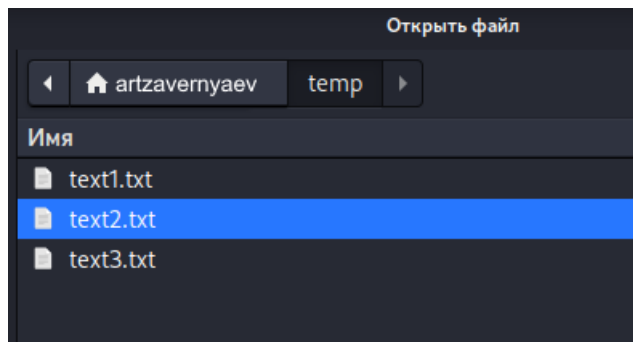 Открыть файл
artzavernyaev temp
Имя
text1.txt
text2.txt
text3.txt